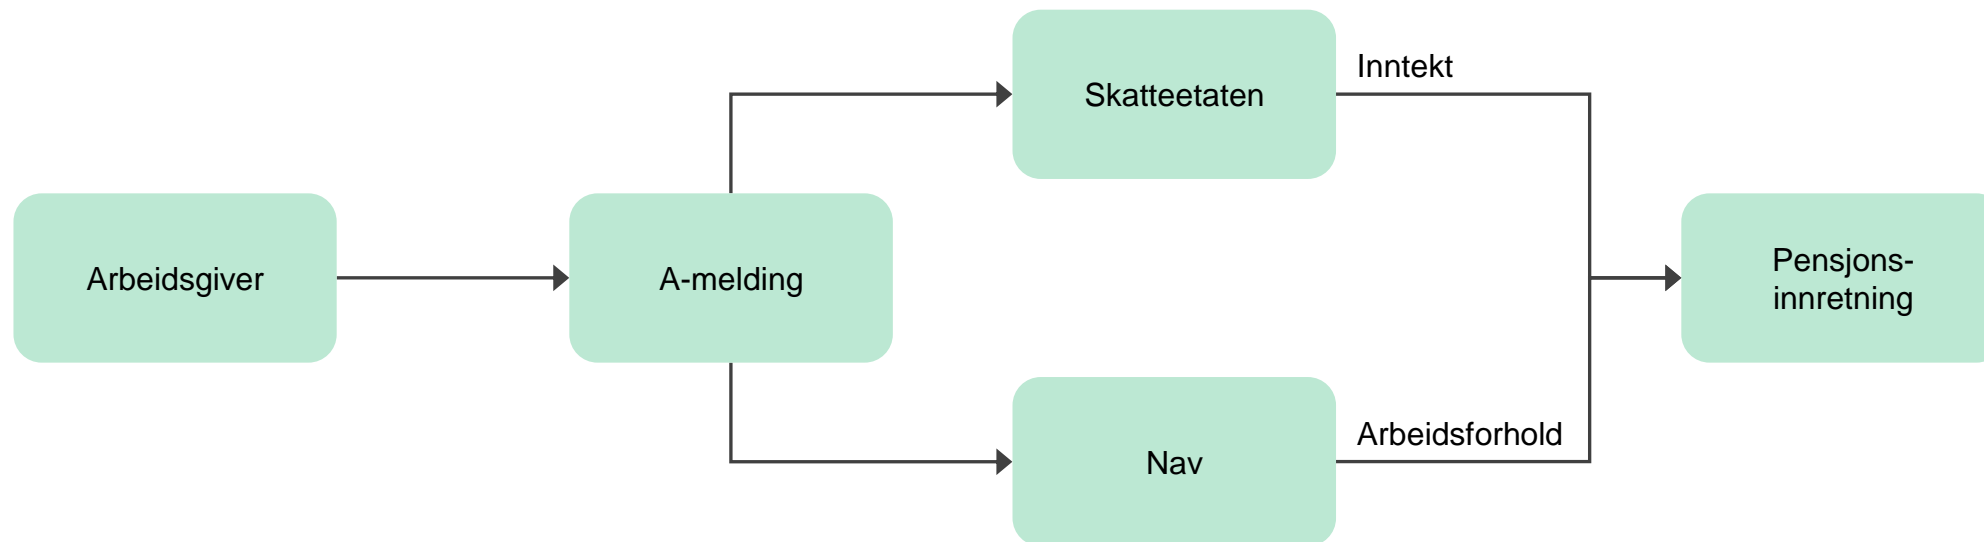 Arbeidsgiver
A-melding
Skatteetaten
Inntekt
Nav
Arbeidsforhold
Pensjons-
innretning